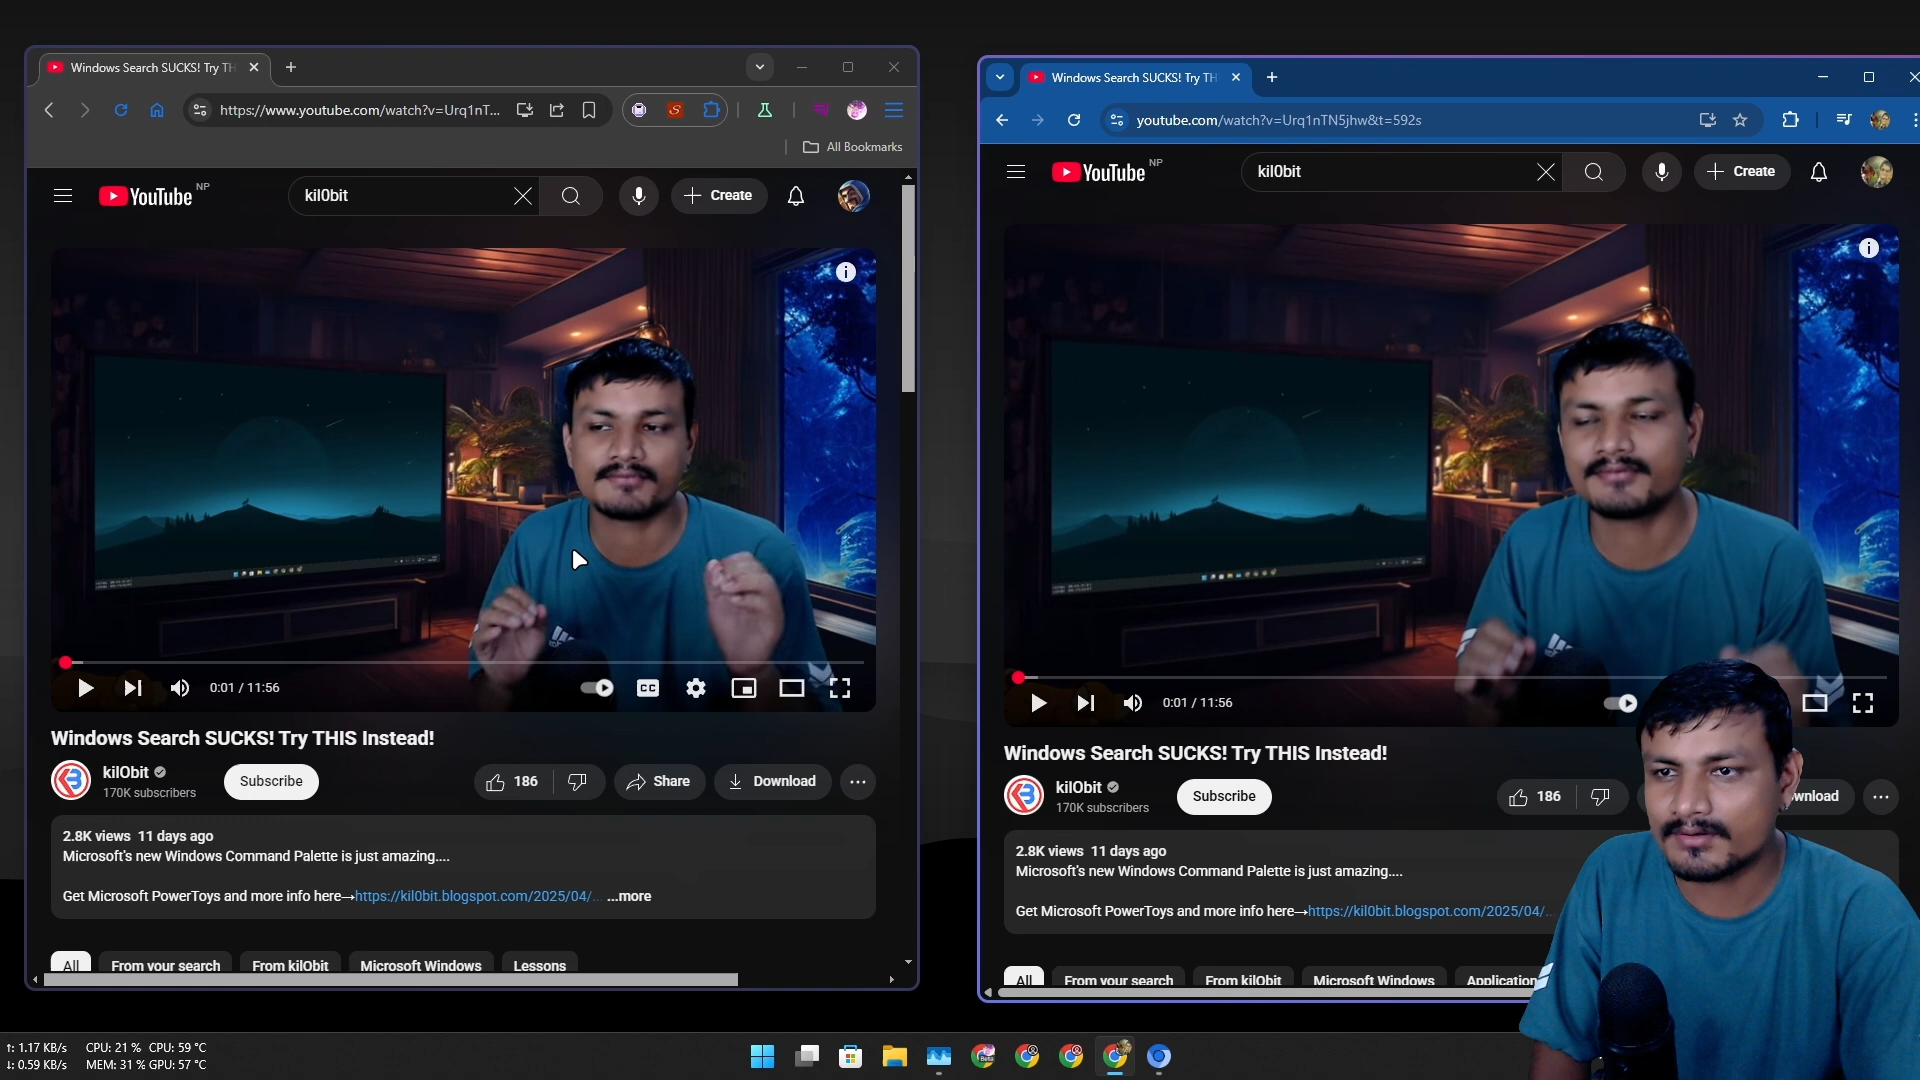 Windows Search SUCKS! Try TH
https://www.youtube.com/watch?v=Urq1nT...
All Bookmarks
YouTube NP
kil0bit
Create
0:01 / 11:56
CC
Windows Search SUCKS! Try THIS Instead!
kil0bit
170K subscribers
Subscribe
186
Share
Download
2.8K views 11 days ago
Microsoft's new Windows Command Palette is just amazing....
Get Microsoft PowerToys and more info here→https://kil0bit.blogspot.com/2025/04/... ...more
All
From your search
From kil0bit
Microsoft Windows
Lessons
Windows Search SUCKS! Try TH
youtube.com/watch?v=Urq1nTN5jhw&t=592s
YouTube NP
kil0bit
Create
0:01 / 11:56
Windows Search SUCKS! Try THIS Instead!
kil0bit
170K subscribers
Subscribe
186
wnload
2.8K views 11 days ago
Microsoft's new Windows Command Palette is just amazing....
Get Microsoft PowerToys and more info here→https://kil0bit.blogspot.com/2025/04/...
All
From your search
From kil0bit
Microsoft Windows
Application
↑: 1.17 KB/s CPU: 21 % CPU: 59 °C
↓: 0.59 KB/s MEM: 31 % GPU: 57 °C
Beta